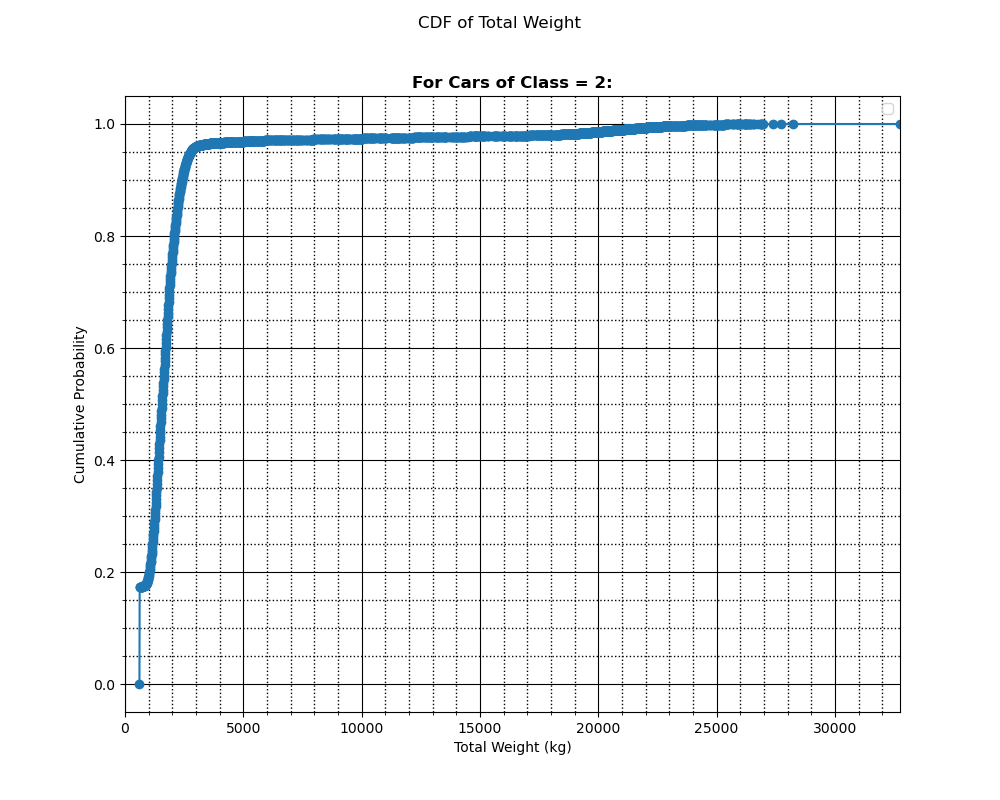 CDF of Total Weight
For Cars of Class = 2:
1.0
0.8
0.6
0.4
0.2
0.0
Cumulative Probability
0 5000 10000 15000 20000 25000 30000
Total Weight (kg)